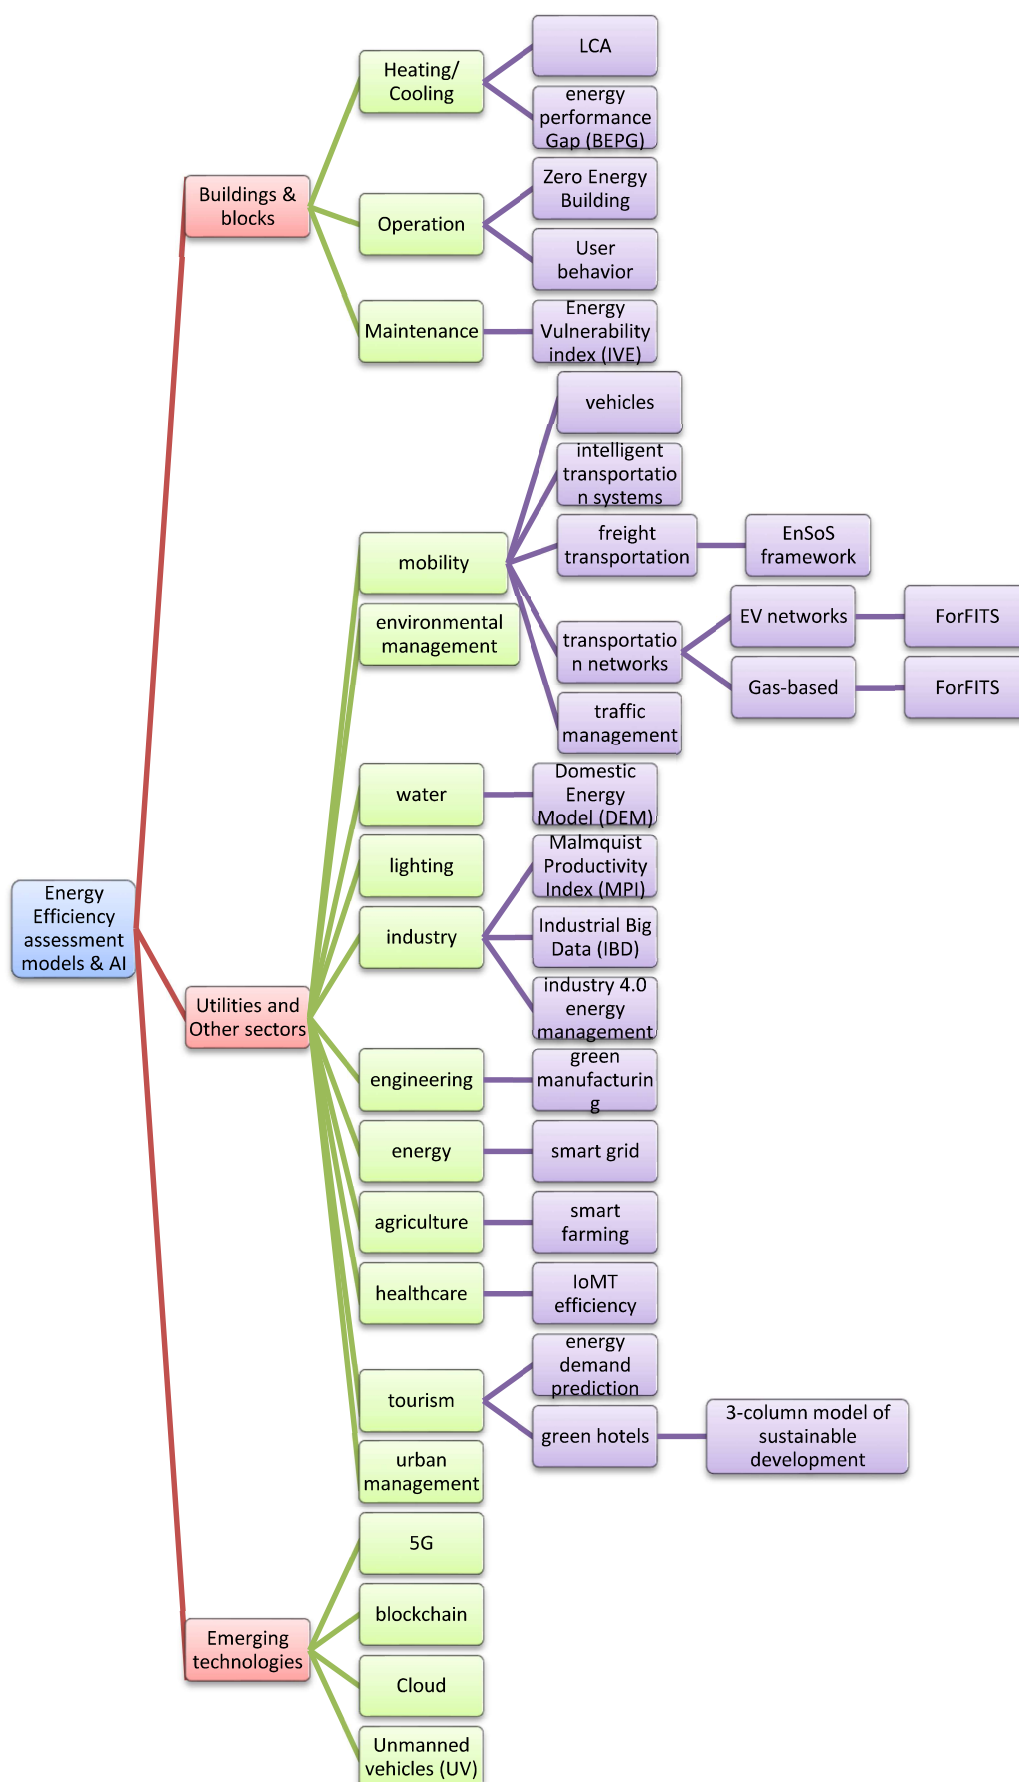 Energy
Efficiency
assessment
models & AI
Buildings &
blocks
Heating/
Cooling
LCA
energy
performance
Gap (BEPG)
Operation
Zero Energy
Building
User
behavior
Maintenance
Energy
Vulnerability
index (IVE)
Utilities and
Other sectors
mobility
vehicles
intelligent
transportatio
n systems
freight
transportation
EnSoS
framework
transportatio
n networks
EV networks
ForFITS
Gas-based
ForFITS
traffic
management
environmental
management
water
Domestic
Energy
Model (DEM)
lighting
industry
Malmquist
Productivity
Index (MPI)
Industrial Big
Data (IBD)
industry 4.0
energy
management
engineering
green
manufacturin
g
energy
smart grid
agriculture
smart
farming
healthcare
IoMT
efficiency
tourism
energy
demand
prediction
green hotels
3-column model of
sustainable
development
urban
management
Emerging
technologies
5G
blockchain
Cloud
Unmanned
vehicles (UV)